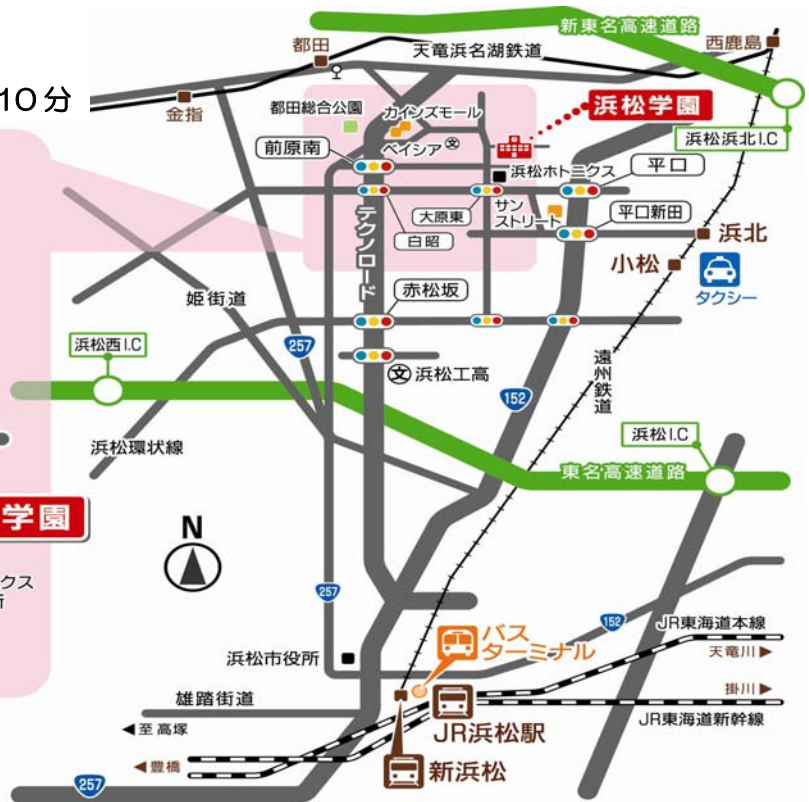 新東名高速道路
都田
天竜浜名湖鉄道
西鹿島
10分
金指
都田総合公園
カインズモール
浜松学園
ベイシア
文
浜松浜北I.C
前原南
浜松ホトニクス
平口
テクノロード
大原東
サン
ストリート
平口新田
白昭
浜北
小松
タクシー
姫街道
赤松坂
257
浜松西I.C
文
浜松工高
遠州鉄道
152
浜松I.C
浜松環状線
東名高速道路
学園
N
クス
257
152
バス
ターミナル
JR東海道本線
浜松市役所
天竜川▶
雄踏街道
掛川▶
◀至高塚
JR浜松駅
JR東海道新幹線
◀豊橋
新浜松
257